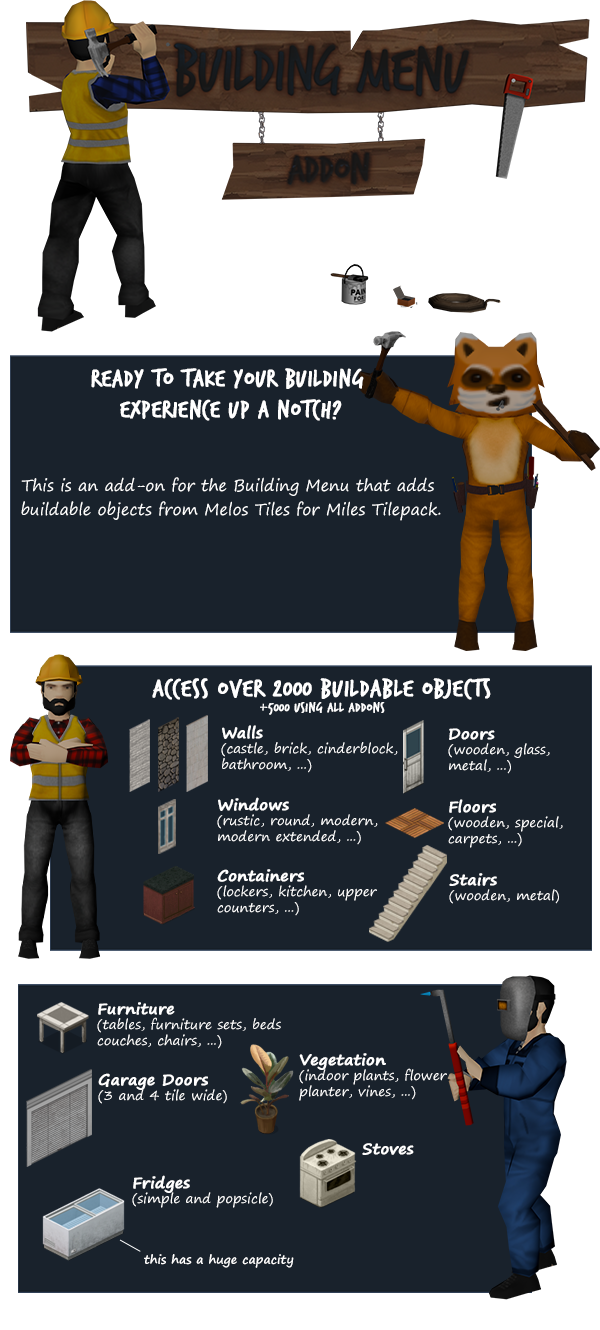 BUILDING MENU
ADDON
PAIN
FOR
READY TO TAKE YOUR BUILDING
EXPERIENCE UP A NOTCH?
This is an add-on for the Building Menu that adds
buildable objects from Melos Tiles for Miles Tilepack.
ACCESS OVER 2000 BUILDABLE OBJECTS
+5000 USING ALL ADDONS
Walls
(castle, brick, cinderblock,
bathroom, ...)
Doors
(wooden, glass,
metal, ...)
Windows
(rustic, round, modern,
modern extended, ...)
Floors
(wooden, special,
carpets, ...)
Containers
(lockers, kitchen, upper
counters, ...)
Stairs
(wooden, metal)
Furniture
(tables, furniture sets, beds
couches, chairs, ...)
Vegetation
(indoor plants, flower
planter, vines, ...)
Garage Doors
(3 and 4 tile wide)
Stoves
Fridges
(simple and popsicle)
this has a huge capacity